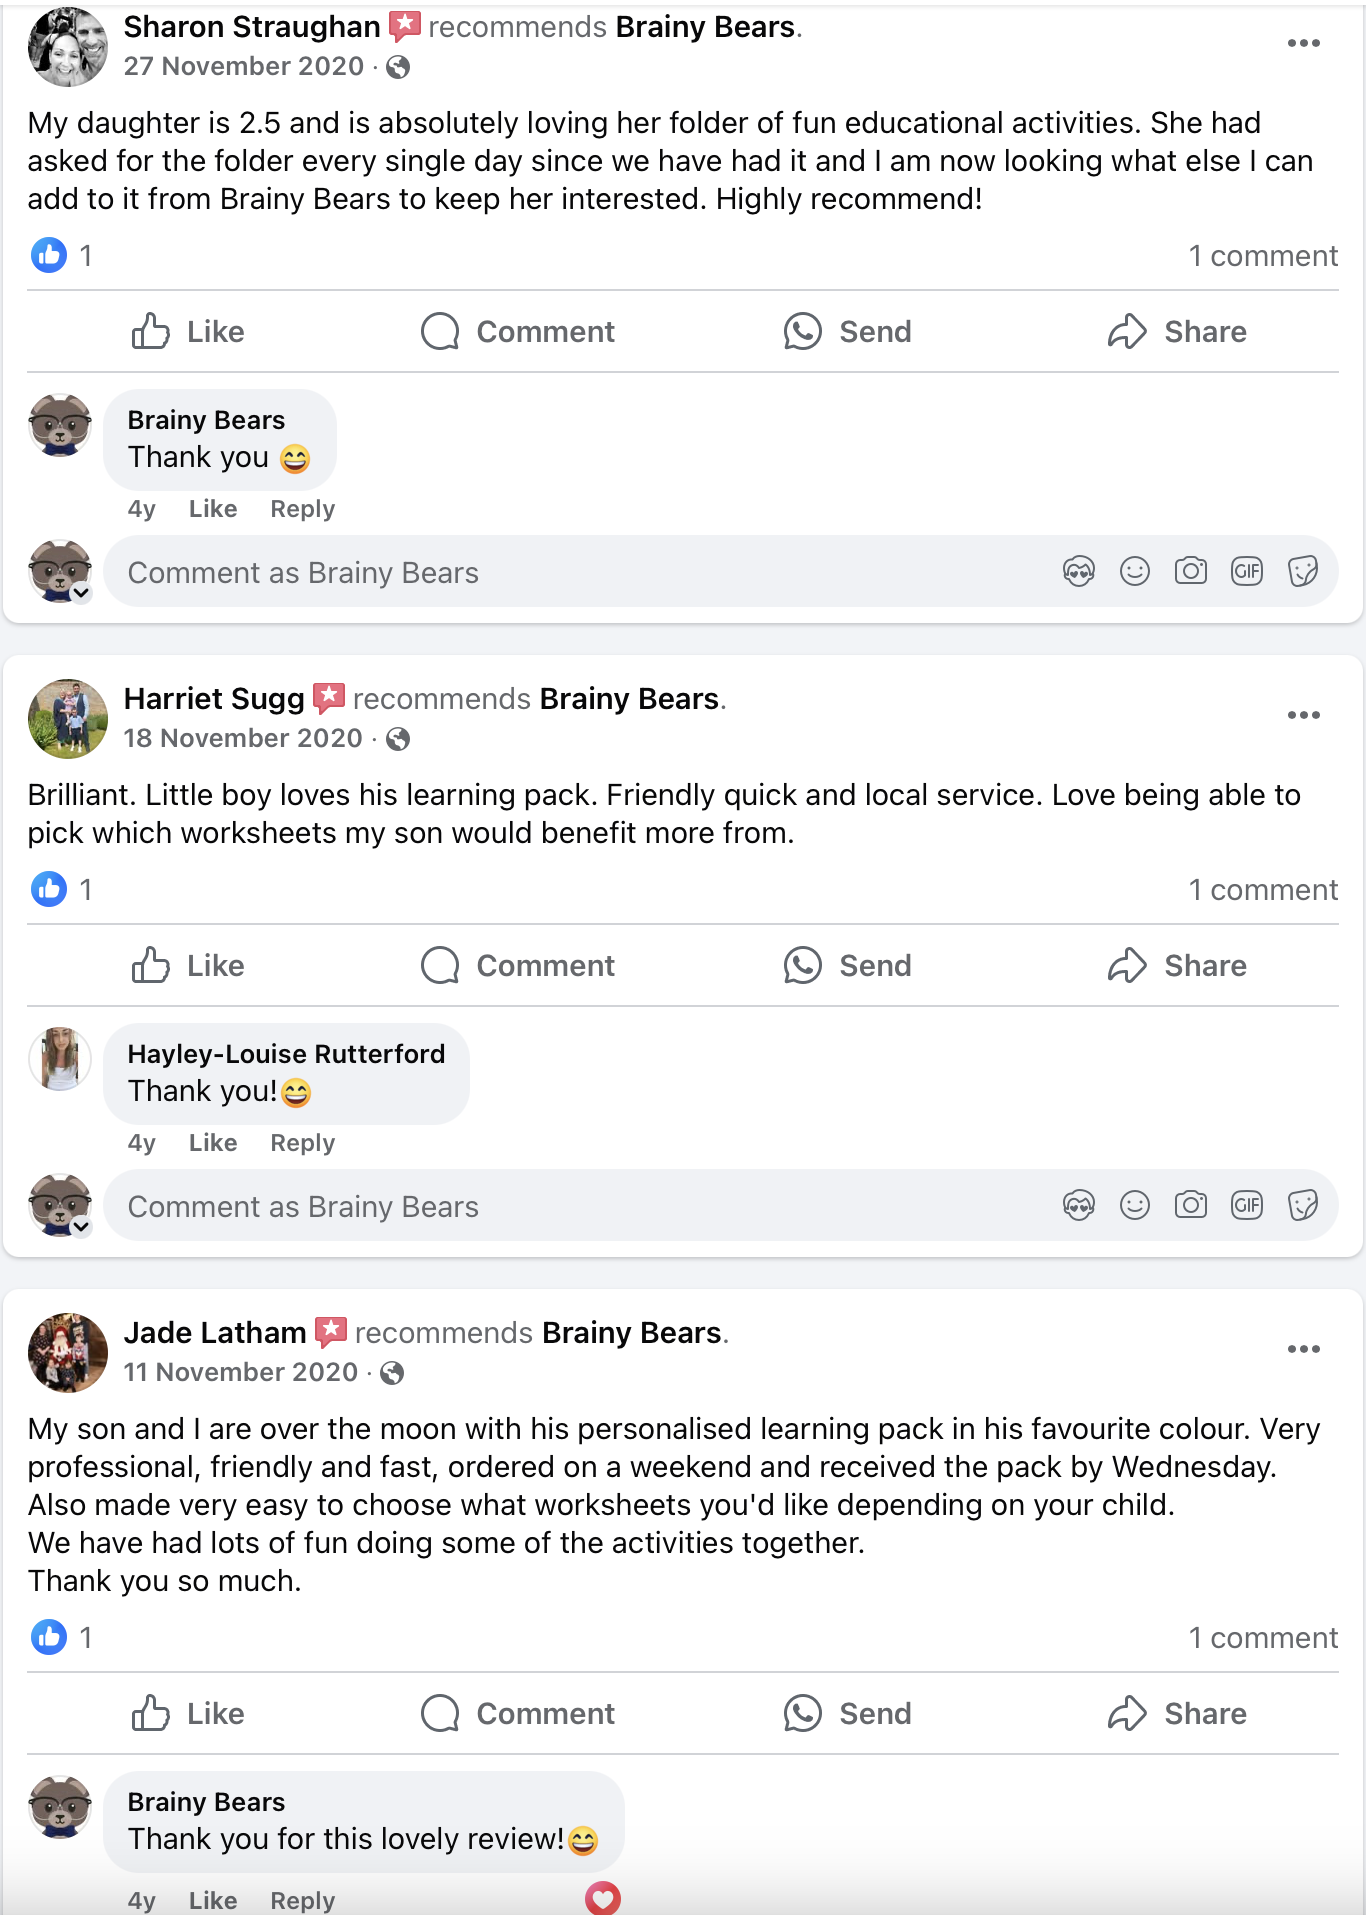 Sharon Straughan recommends Brainy Bears.
27 November 2020 ·
My daughter is 2.5 and is absolutely loving her folder of fun educational activities. She had
asked for the folder every single day since we have had it and I am now looking what else I can
add to it from Brainy Bears to keep her interested. Highly recommend!
1
1 comment
Like Comment Send Share
Brainy Bears
Thank you 😄
4y Like Reply
Comment as Brainy Bears
GIF
Harriet Sugg recommends Brainy Bears.
18 November 2020 ·
Brilliant. Little boy loves his learning pack. Friendly quick and local service. Love being able to
pick which worksheets my son would benefit more from.
1
1 comment
Like Comment Send Share
Hayley-Louise Rutterford
Thank you!😄
4y Like Reply
Comment as Brainy Bears
GIF
Jade Latham recommends Brainy Bears.
11 November 2020 ·
My son and I are over the moon with his personalised learning pack in his favourite colour. Very
professional, friendly and fast, ordered on a weekend and received the pack by Wednesday.
Also made very easy to choose what worksheets you'd like depending on your child.
We have had lots of fun doing some of the activities together.
Thank you so much.
1
1 comment
Like Comment Send Share
Brainy Bears
Thank you for this lovely review!😄
4y Like Reply